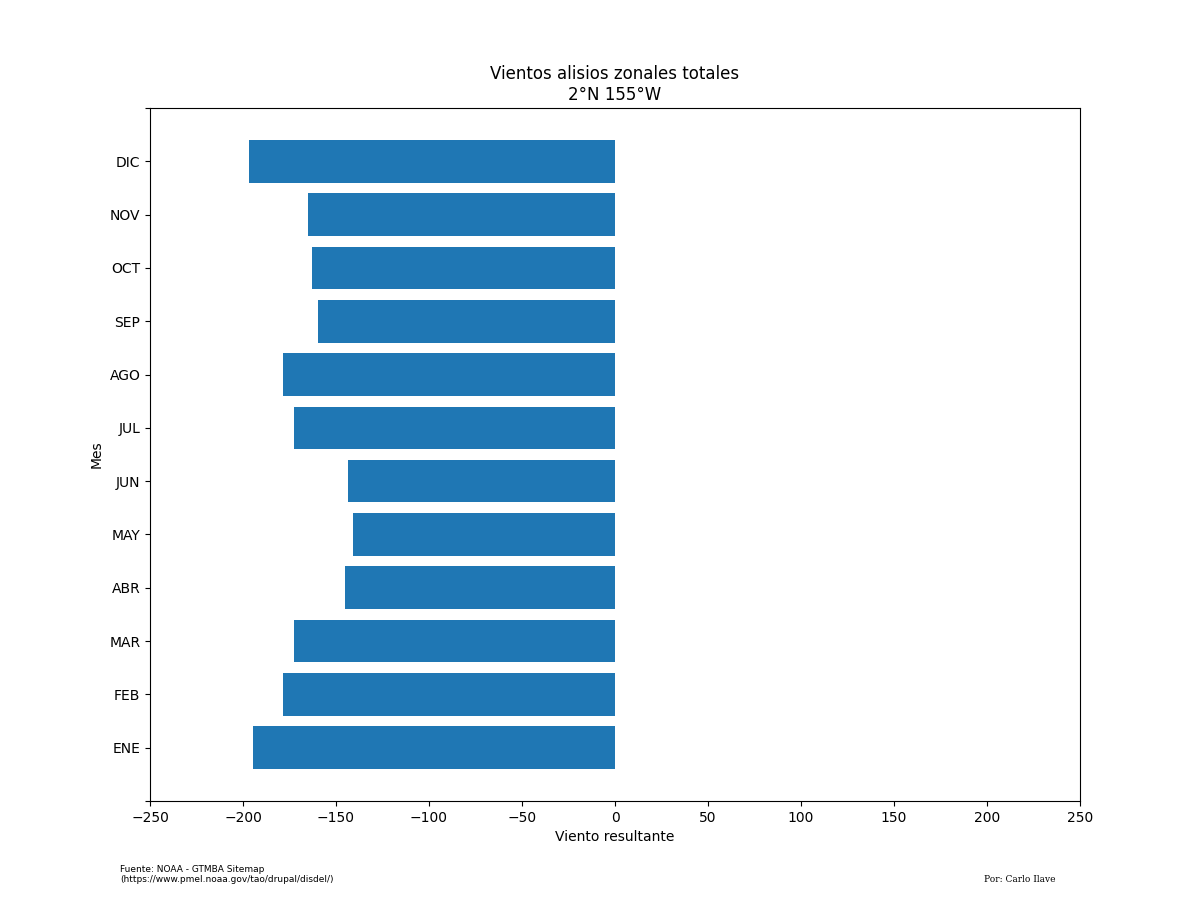 Vientos alisios zonales totales
2°N 155°W
DIC
NOV
OCT
SEP
AGO
JUL
JUN
MAY
ABR
MAR
FEB
ENE
Mes
−250 −200 −150 −100 −50 0 50 100 150 200 250
Viento resultante
Fuente: NOAA - GTMBA Sitemap
(https://www.pmel.noaa.gov/tao/drupal/disdel/)
Por: Carlo Ilave